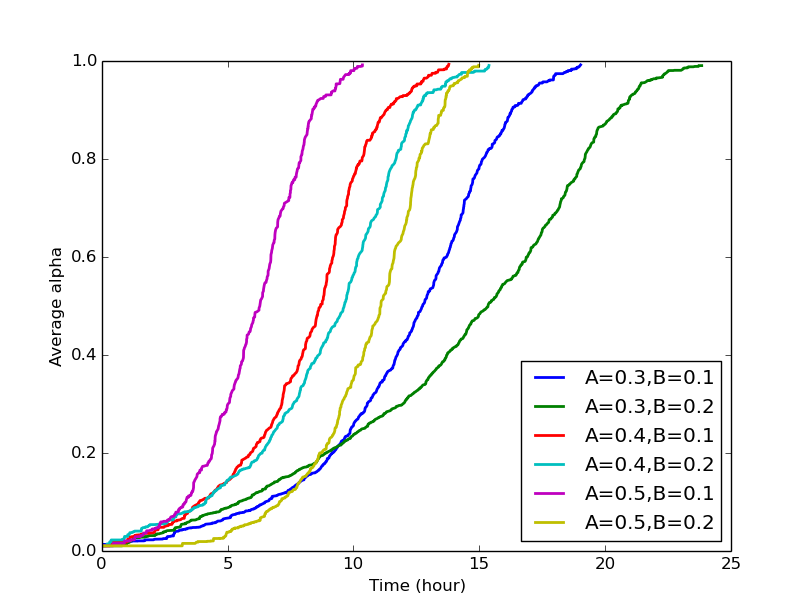 1.0
0.8
0.6
0.4
0.2
0.0
Average alpha
A=0.3,B=0.1
A=0.3,B=0.2
A=0.4,B=0.1
A=0.4,B=0.2
A=0.5,B=0.1
A=0.5,B=0.2
0 5 10 15 20 25
Time (hour)